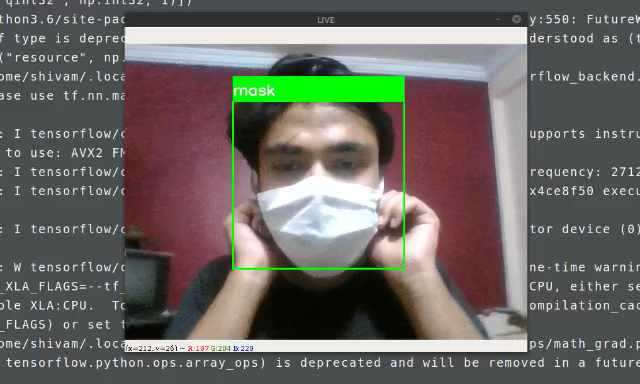 qint32 , np.int32, 1)])
LIVE
thon3.6/site-pac
y:550: FutureW
f type is deprec
derstood as (t
("resource", np.
ome/shivam/.loca
rflow_backend.
ase use tf.nn.ma
mask
: I tensorflow/c
upports instru
to use: AVX2 FM
: I tensorflow/c
requency: 2712
: I tensorflow/c
x4ce8f50 execu
: I tensorflow/c
tor device (0)
: W tensorflow/c
ne-time warnin
_XLA_FLAGS=--tf_
CPU, either se
ble XLA:CPU. To
ompilation_cac
_FLAGS) or set t
(x=212, y=26) ~ R:197 G:204 B:220
ome/shivam/.loca
ps/math_grad.p
tensorflow.python.ops.array_ops) is deprecated and will be removed in a future